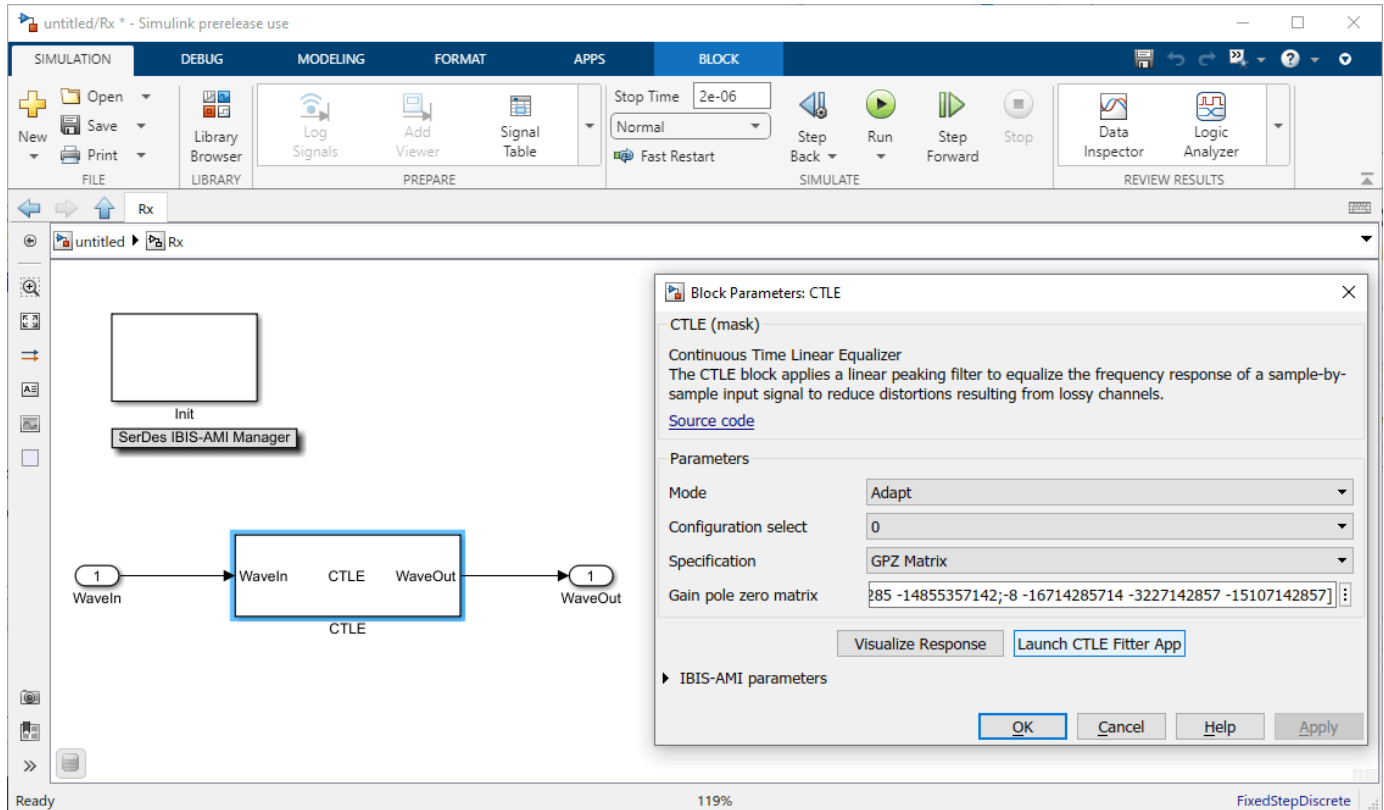 untitled/Rx * - Simulink prerelease use
SIMULATION DEBUG MODELING FORMAT APPS BLOCK
New
Open
Save
Print
FILE
Library
Browser
LIBRARY
Log
Signals
Add
Viewer
Signal
Table
PREPARE
Stop Time 2e-06
Normal
Fast Restart
Step
Back
Run
Step
Forward
Stop
SIMULATE
Data
Inspector
Logic
Analyzer
REVIEW RESULTS
Rx
untitled Rx
Init
SerDes IBIS-AMI Manager
1
WaveIn
WaveIn CTLE WaveOut
CTLE
1
WaveOut
Block Parameters: CTLE
CTLE (mask)
Continuous Time Linear Equalizer
The CTLE block applies a linear peaking filter to equalize the frequency response of a sample-by-
sample input signal to reduce distortions resulting from lossy channels.
Source code
Parameters
Mode Adapt
Configuration select 0
Specification GPZ Matrix
Gain pole zero matrix 285 -14855357142;-8 -16714285714 -3227142857 -15107142857]
Visualize Response Launch CTLE Fitter App
IBIS-AMI parameters
OK Cancel Help Apply
Ready 119% FixedStepDiscrete